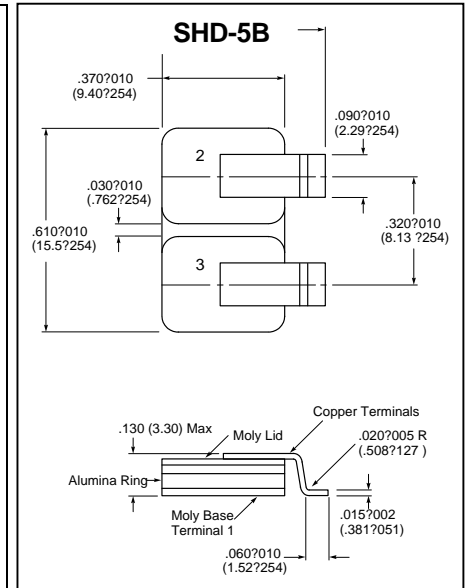 SHD-5B
.370?010
(9.40?254)
.090?010
(2.29?254)
2
.030?010
(.762?254)
.320?010
(8.13 ?254)
.610?010
(15.5?254)
3
Copper Terminals
.130 (3.30) Max
Moly Lid
.020?005 R
(.508?127 )
Alumina Ring
Moly Base
Terminal 1
.015?002
(.381?051)
.060?010
(1.52?254)